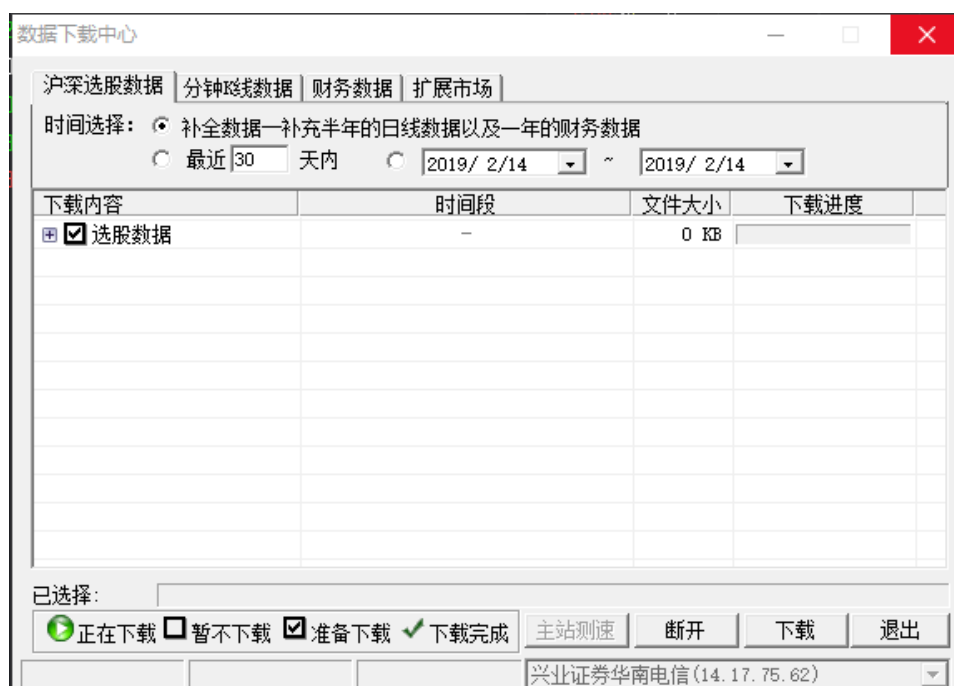 数据下载中心
沪深选股数据 分钟K线数据 财务数据 扩展市场
时间选择： 补全数据—补充半年的日线数据以及一年的财务数据
最近 30 天内 2019/ 2/14 ~ 2019/ 2/14
下载内容 时间段 文件大小 下载进度
选股数据 - 0 KB
已选择:
正在下载 暂不下载 准备下载 下载完成 主站测速 断开 下载 退出
兴业证券华南电信(14.17.75.62)